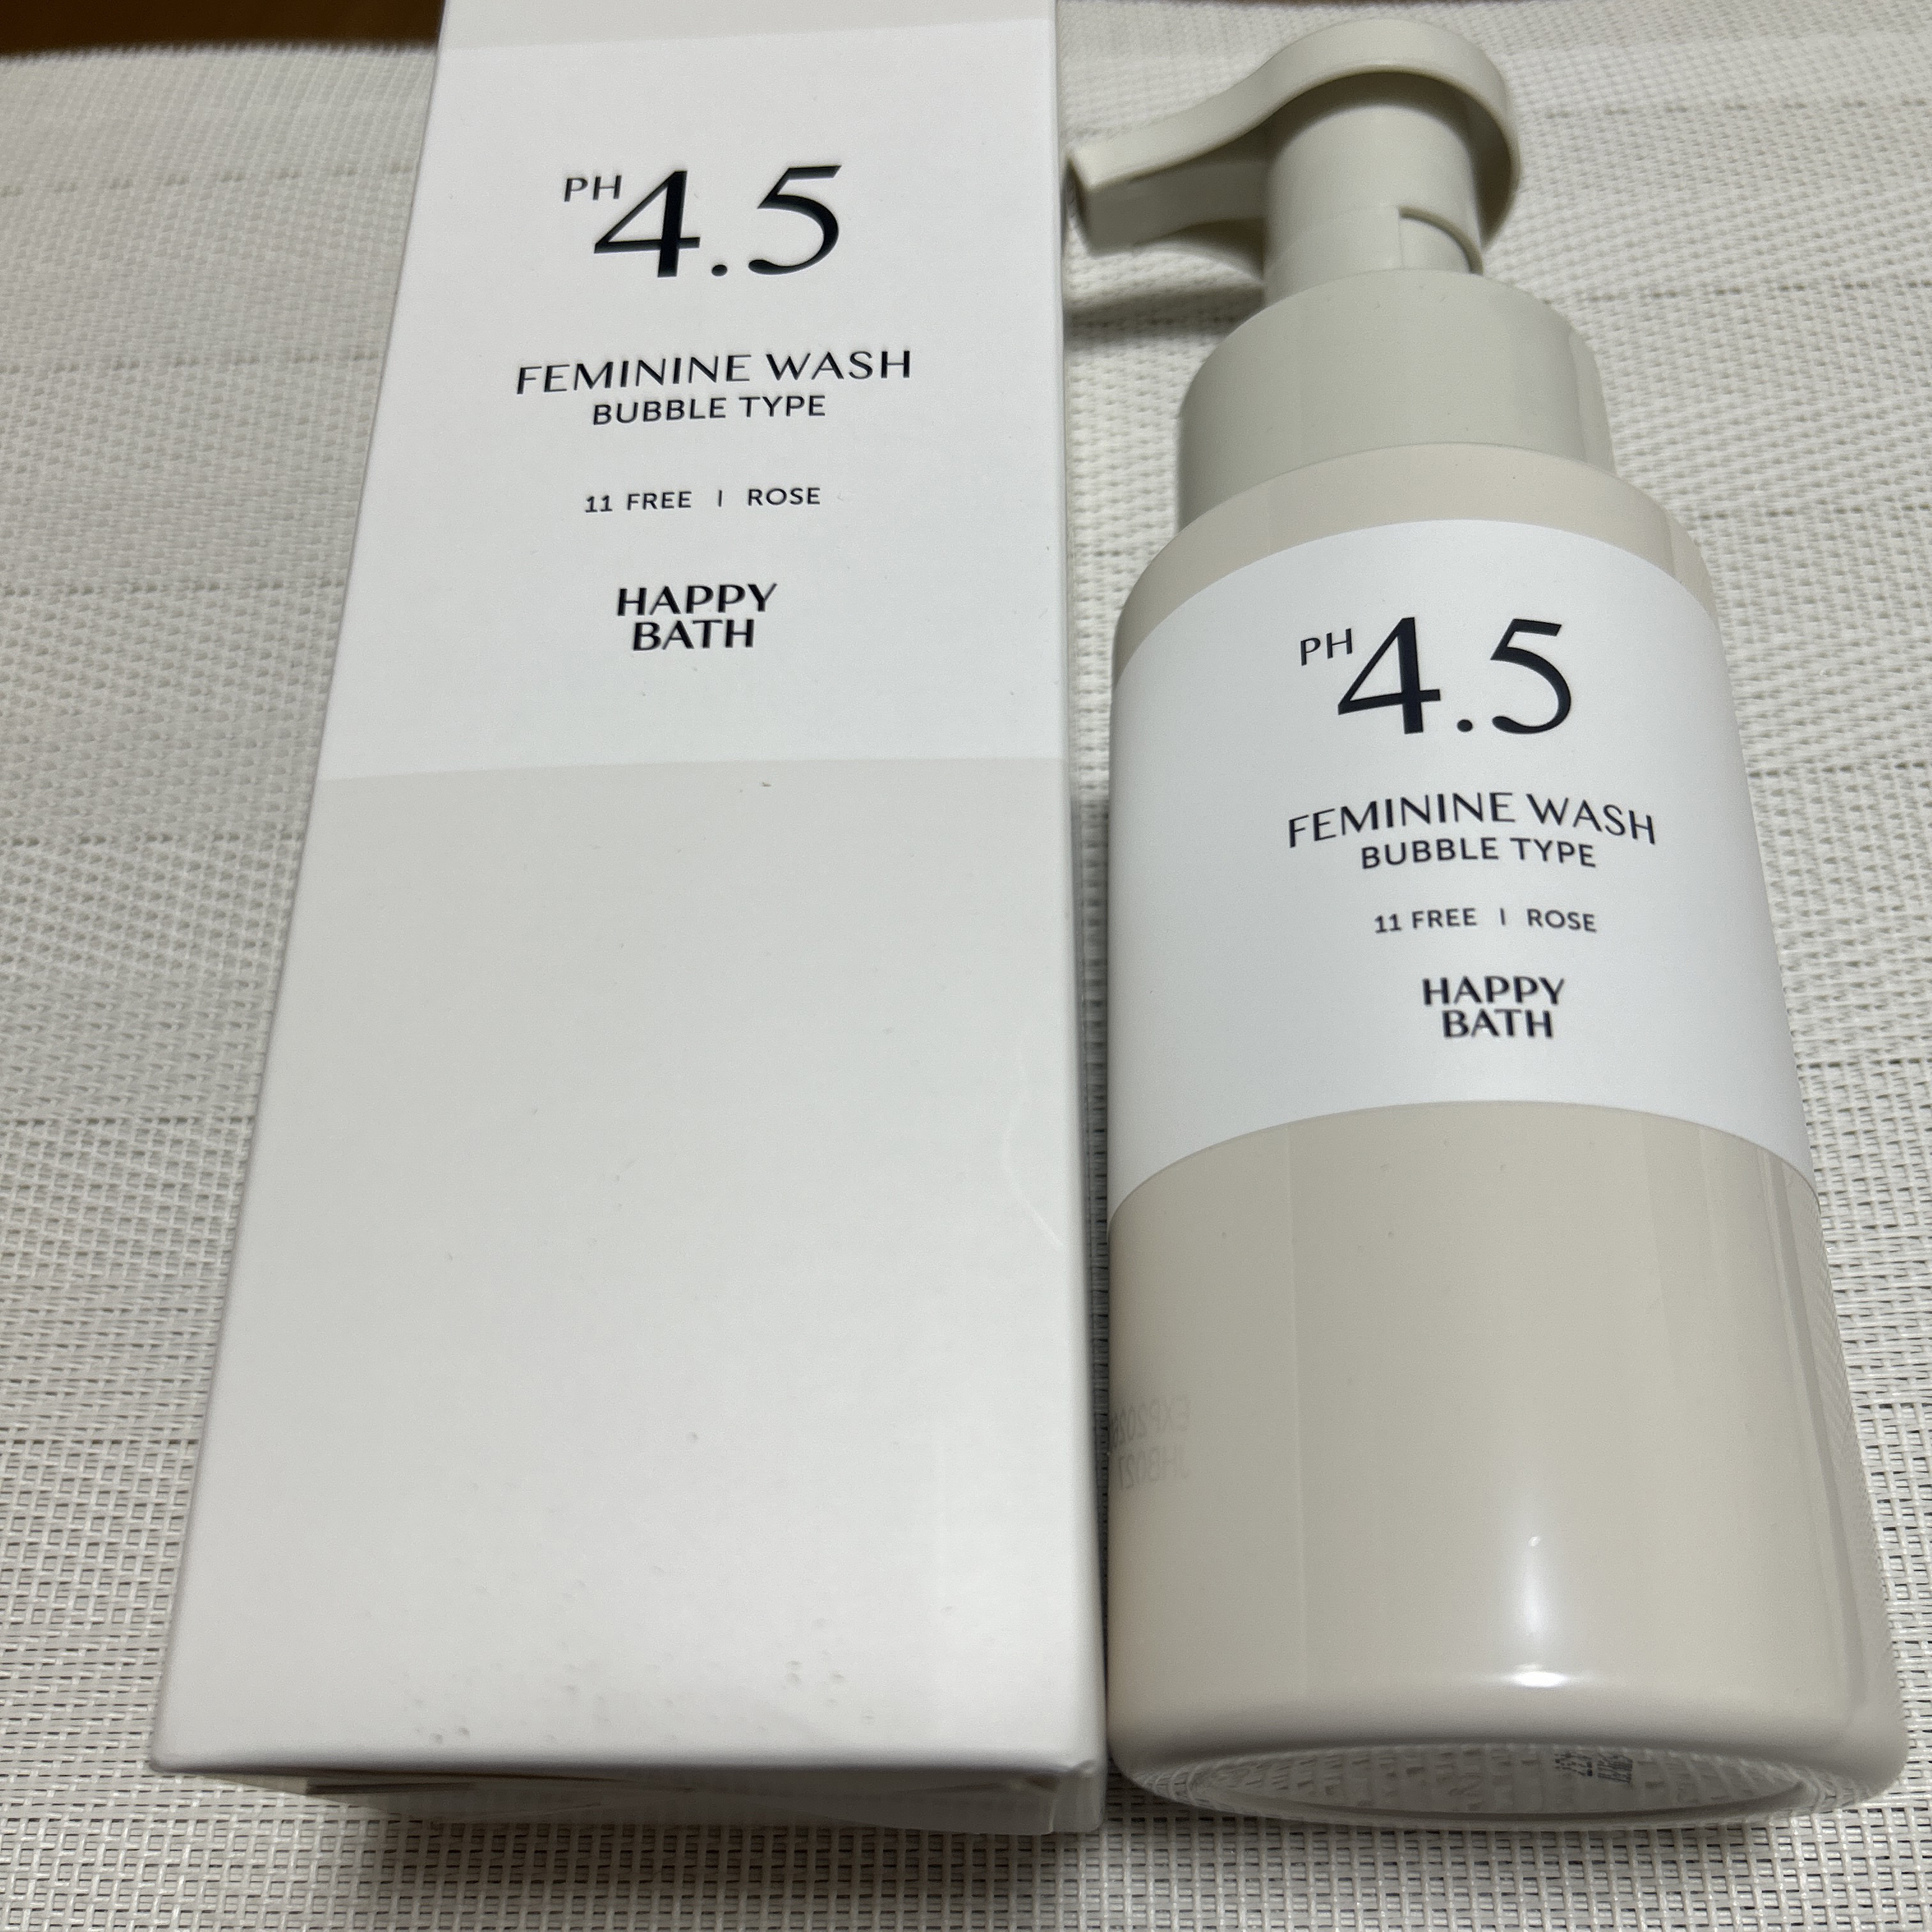 PH 4.5
FEMININE WASH
BUBBLE TYPE
11 FREE | ROSE
HAPPY
BATH
PH 4.5
FEMININE WASH
BUBBLE TYPE
11 FREE | ROSE
HAPPY
BATH